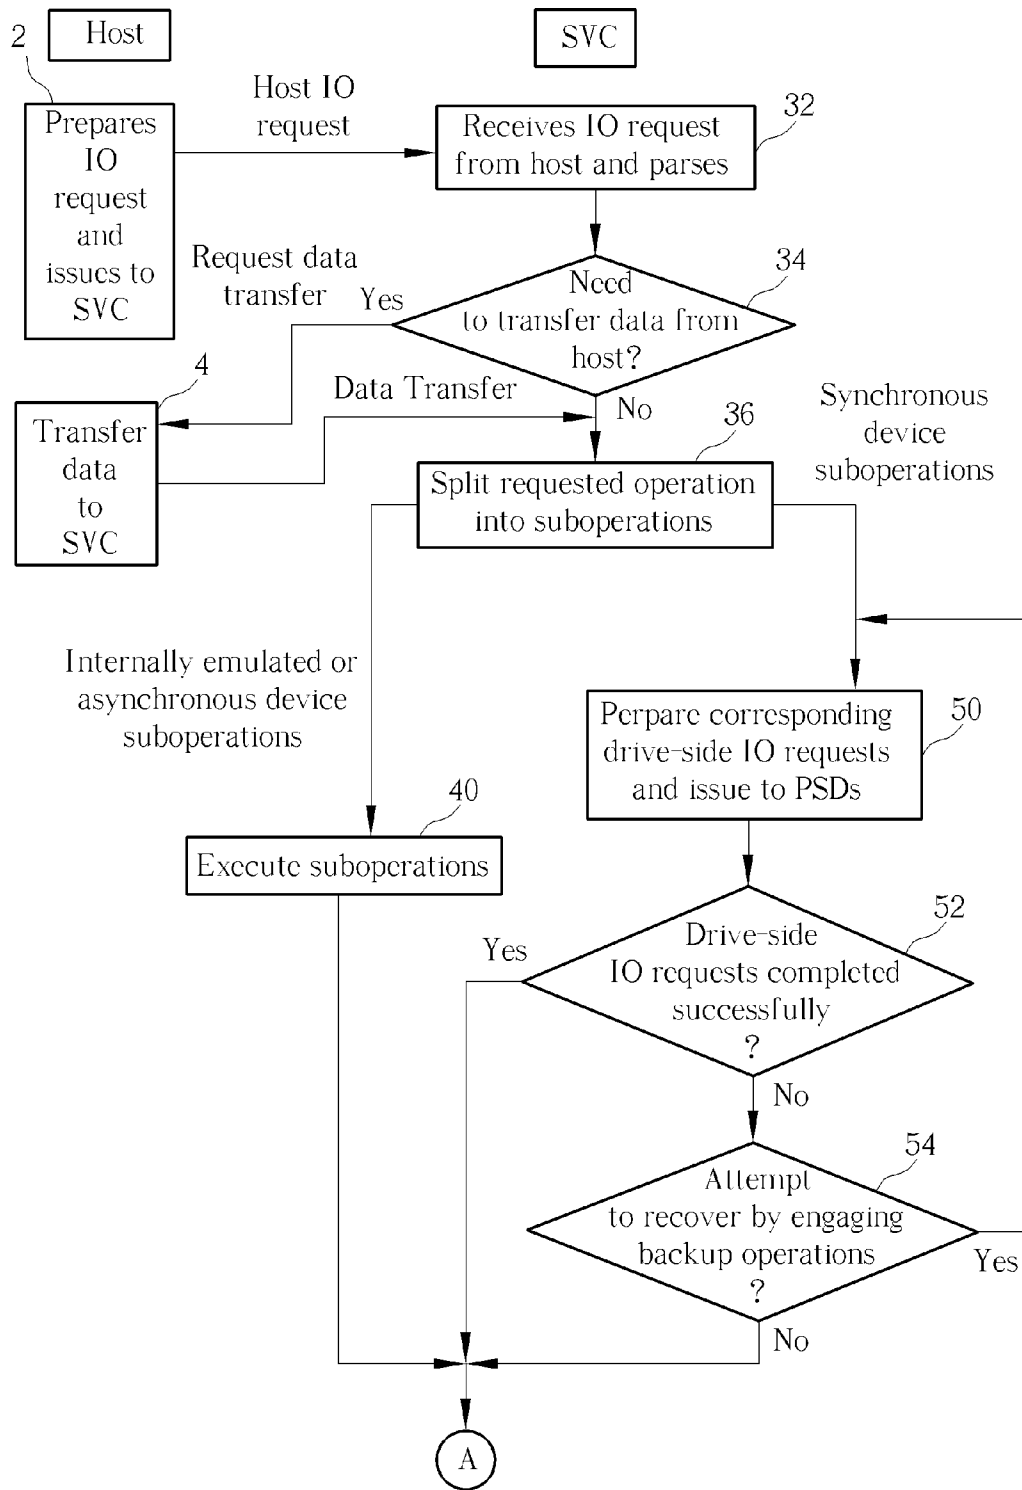 2
Host
SVC
Prepares
IO
request
and
issues to
SVC
Host IO
request
32
Receives IO request
from host and parses
Request data
transfer
Yes
34
Need
to transfer data from
host?
4
Data Transfer
No
Transfer
data
to
SVC
36
Split requested operation
into suboperations
Synchronous
device
suboperations
Internally emulated or
asynchronous device
suboperations
50
Perpare corresponding
drive-side IO requests
and issue to PSDs
40
Execute suboperations
52
Yes
Drive-side
IO requests completed
successfully
?
No
54
Attempt
to recover by engaging
backup operations
?
Yes
No
A